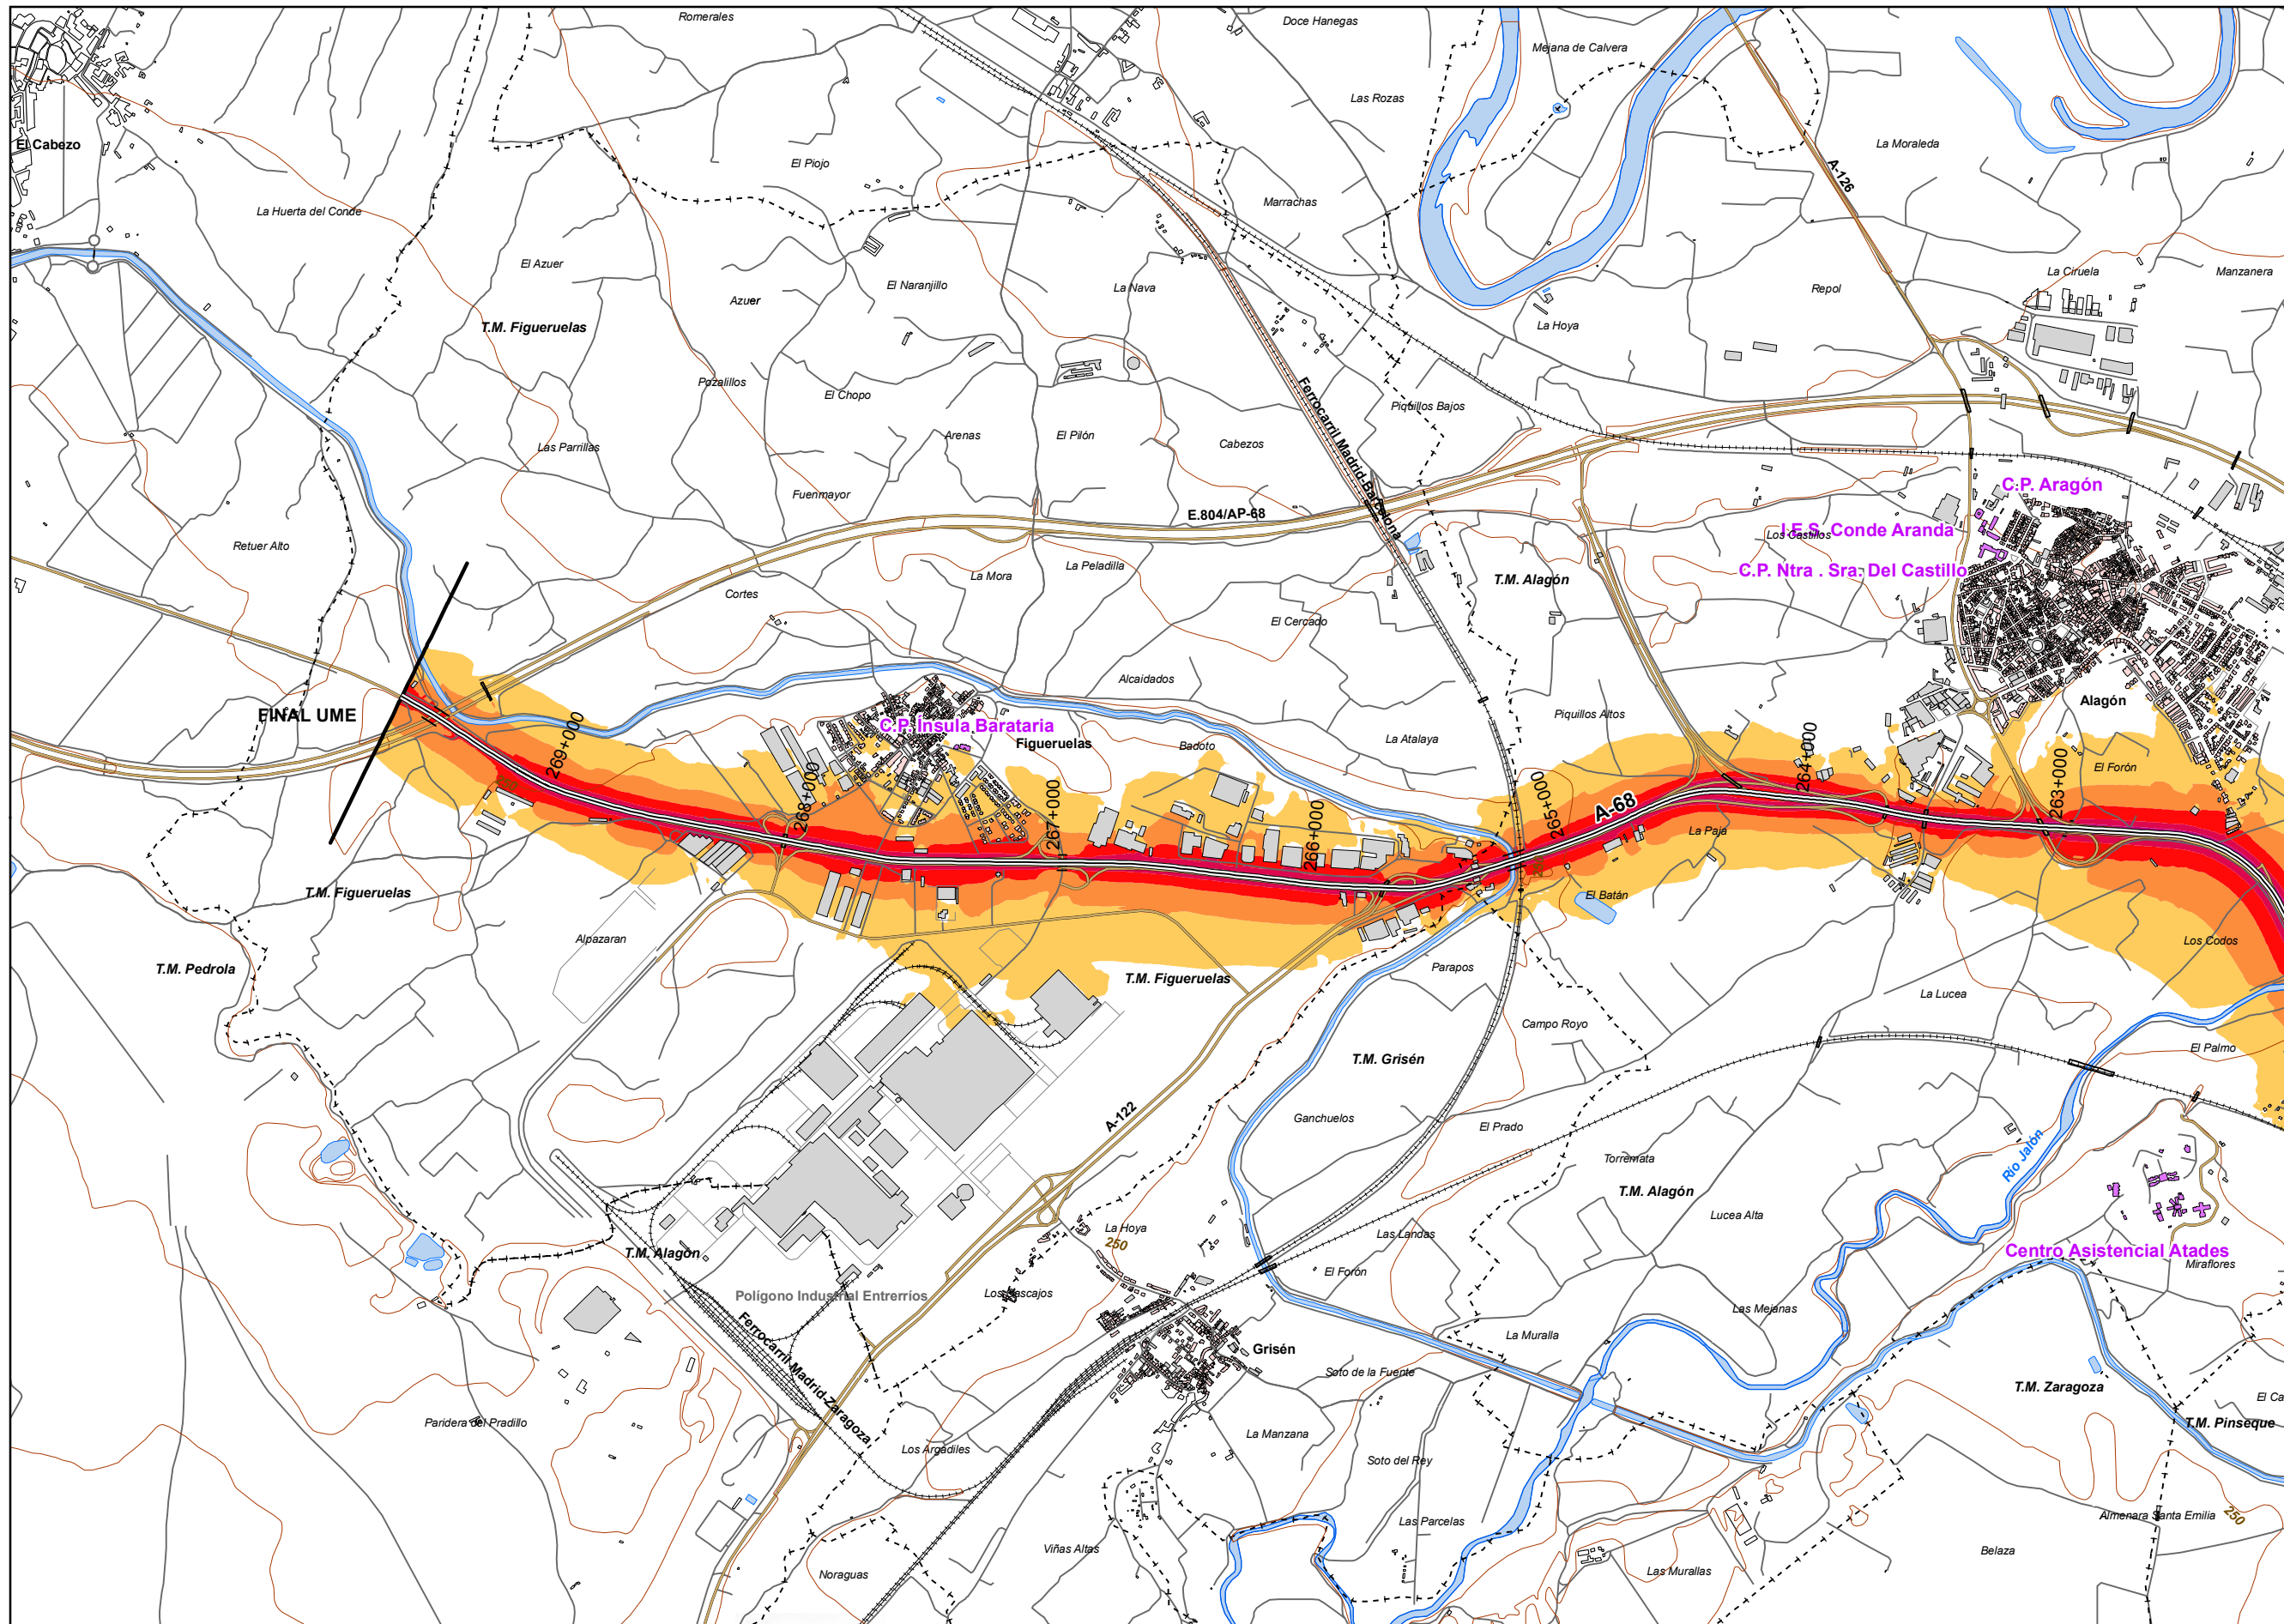 Romerales
Doce Hanegas
Mejana de Calvera
Las Rozas
El Cabezo
La Moraleda
A-126
El Piojo
Marrachas
La Huerta del Conde
El Azuer
La Ciruela
Manzanera
El Naranjillo
La Nava
Repol
Azuer
T.M. Figueruelas
La Hoya
Pozalillos
El Chopo
Ferrocarril Madrid-Barcelona
Piquillos Bajos
Las Parrillas
Arenas
El Pilón
Cabezos
C.P. Aragón
Fuenmayor
E.804/AP-68
I.E.S. Conde Aranda
Los Castillos
Retuer Alto
C.P. Ntra . Sra. Del Castillo
La Mora
La Peladilla
T.M. Alagón
Cortes
El Cercado
Alcaidados
Alagón
FINAL UME
C.P. Ínsula Barataria
Figueruelas
Badoto
La Atalaya
Piquillos Altos
269+000
268+000
267+000
266+000
265+000
A-68
264+000
263+000
El Forón
La Paja
T.M. Figueruelas
El Batán
Alpazaran
Los Codos
T.M. Pedrola
T.M. Figueruelas
Parapos
La Lucea
Campo Royo
T.M. Grisén
El Palmo
A-122
Ganchuelos
El Prado
Río Jalón
Torremata
T.M. Alagón
Lucea Alta
La Hoya
250
Las Landas
T.M. Alagón
Centro Asistencial Atades
Miraflores
El Forón
Polígono Industrial Entrerríos
Los Cascajos
Las Mejanas
Ferrocarril Madrid-Zaragoza
La Muralla
Grisén
Soto de la Fuente
T.M. Zaragoza
El Ca
Paridera del Pradillo
T.M. Pinseque
Los Argadiles
La Manzana
Soto del Rey
Almenara Santa Emilia
250
Las Parcelas
Viñas Altas
Belaza
Noraguas
Las Murallas